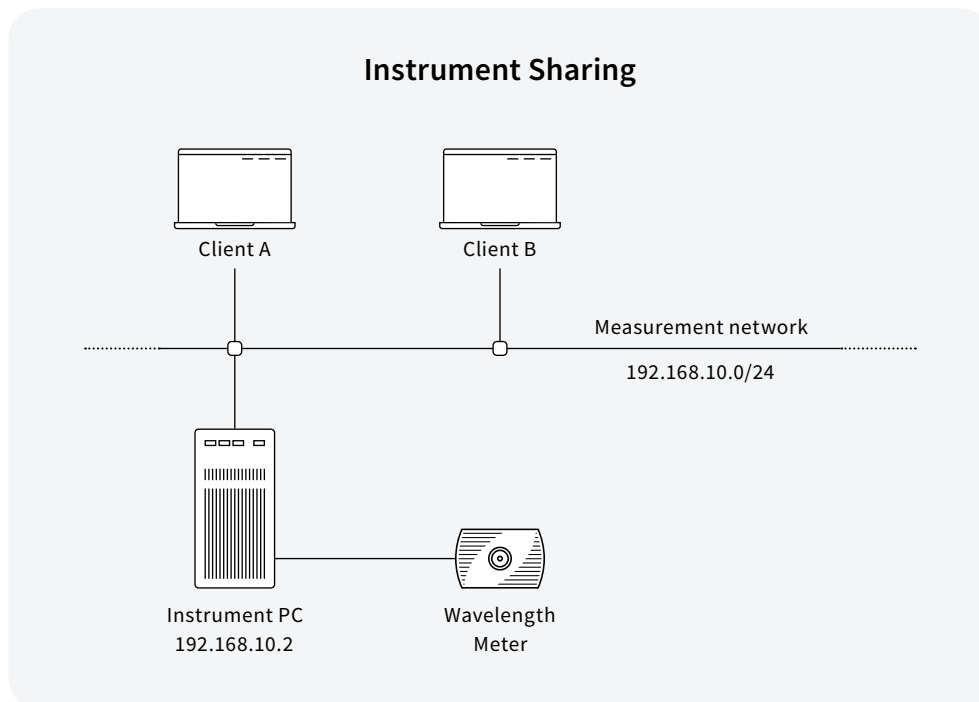 Instrument Sharing
Client A
Client B
Measurement network
192.168.10.0/24
Instrument PC
192.168.10.2
Wavelength
Meter